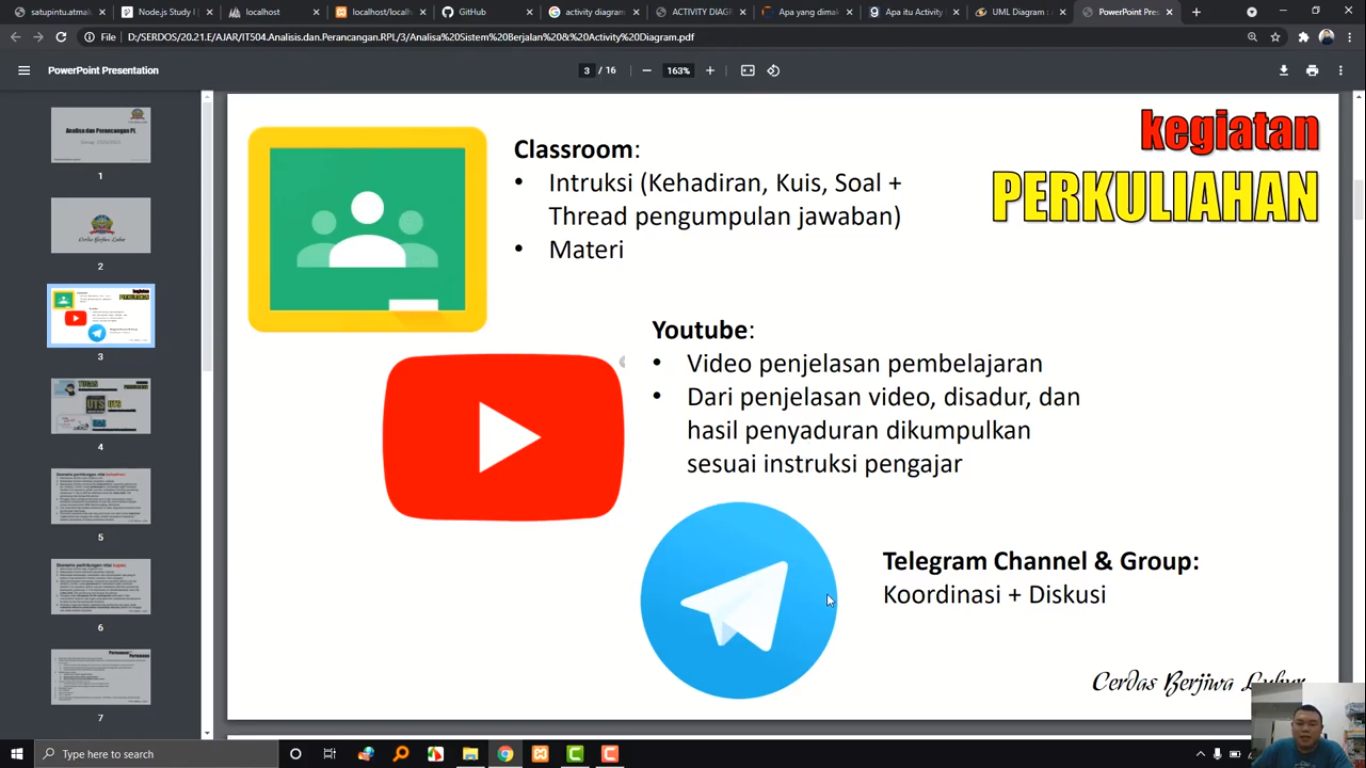 satupintu.atmalu
Node.js Study
localhost
localhost/localh
GitHub
activity diagram
ACTIVITY DIAGR
Apa yang dimak
Apa itu Activity
UML Diagram :
PowerPoint Pres
File
D:/SERDOS/20.21.E/AJAR/IT504.Analisis.dan.Perancangan.RPL/3/Analisa%20Sistem%20Berjalan%20&%20Activity%20Diagram.pdf
PowerPoint Presentation
3 / 16
163%
Analisa dan Perancangan PL
1
Cerdas Berjiwa Luhur
2
3
TUGAS
UTS
4
5
6
7
kegiatan
PERKULIAHAN
Classroom:
• Intruksi (Kehadiran, Kuis, Soal +
Thread pengumpulan jawaban)
• Materi
Youtube:
• Video penjelasan pembelajaran
• Dari penjelasan video, disadur, dan
hasil penyaduran dikumpulkan
sesuai instruksi pengajar
Telegram Channel & Group:
Koordinasi + Diskusi
Cerdas Berjiwa Luhur
Type here to search